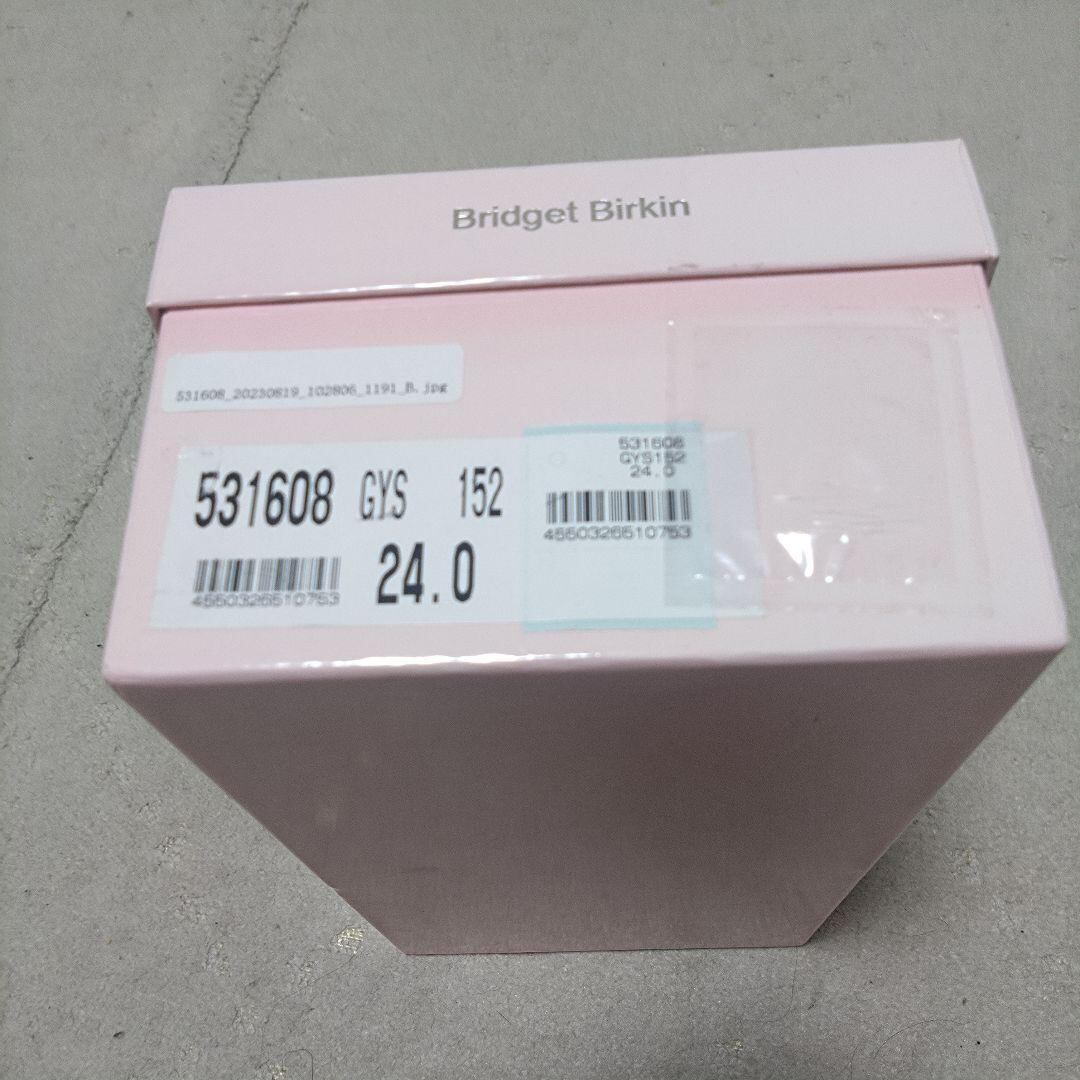 Bridget Birkin
531608_20230819_102806_1191_B.jpg
531608 GYS 152
24.0
4550326510753
531608
GYS152
24.0
4550326510753